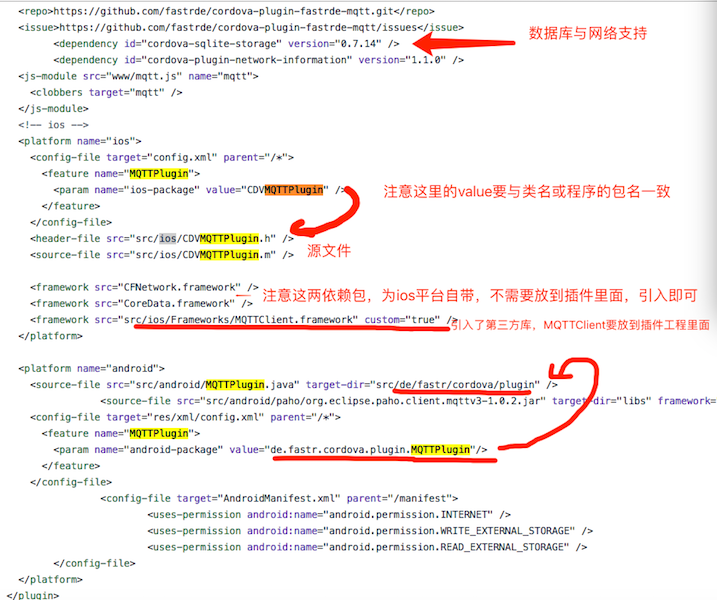 <repo>https://github.com/fastrde/cordova-plugin-fastrde-mqtt.git</repo>
<issue>https://github.com/fastrde/cordova-plugin-fastrde-mqtt/issues</issue>
<dependency id="cordova-sqlite-storage" version="0.7.14" />
数据库与网络支持
<dependency id="cordova-plugin-network-information" version="1.1.0" />
<js-module src="www/mqtt.js" name="mqtt">
<clobbers target="mqtt" />
</js-module>
<!-- ios -->
<platform name="ios">
<config-file target="config.xml" parent="/*">
<feature name="MQTTPlugin">
<param name="ios-package" value="CDVMQTTPlugin" />
注意这里的value要与类名或程序的包名一致
</feature>
</config-file>
<header-file src="src/ios/CDVMQTTPlugin.h" />
<source-file src="src/ios/CDVMQTTPlugin.m" />
源文件
<framework src="CFNetwork.framework" />
<framework src="CoreData.framework" />
注意这两依赖包，为ios平台自带，不需要放到插件里面，引入即可
<framework src="src/ios/Frameworks/MQTTClient.framework" custom="true" />
引入了第三方库，MQTTClient要放到插件工程里面
</platform>
<platform name="android">
<source-file src="src/android/MQTTPlugin.java" target-dir="src/de/fastr/cordova/plugin" />
<source-file src="src/android/paho/org.eclipse.paho.client.mqttv3-1.0.2.jar" target-dir="libs" framework=
<config-file target="res/xml/config.xml" parent="/*">
<feature name="MQTTPlugin">
<param name="android-package" value="de.fastr.cordova.plugin.MQTTPlugin"/>
</feature>
</config-file>
<config-file target="AndroidManifest.xml" parent="/manifest">
<uses-permission android:name="android.permission.INTERNET" />
<uses-permission android:name="android.permission.WRITE_EXTERNAL_STORAGE" />
<uses-permission android:name="android.permission.READ_EXTERNAL_STORAGE" />
</config-file>
</platform>
</plugin>